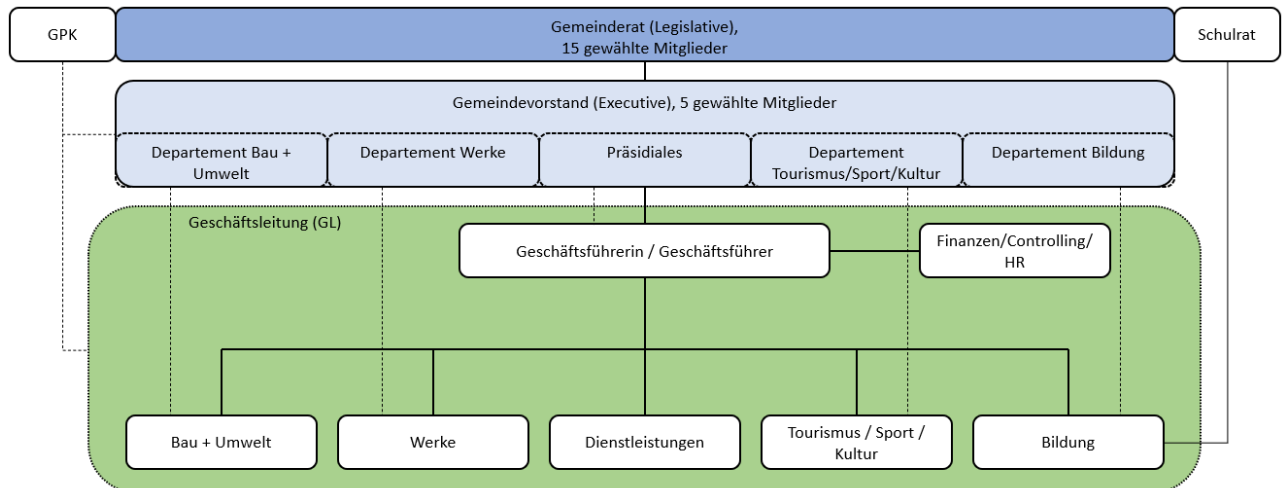 GPK
Gemeinderat (Legislative),
15 gewählte Mitglieder
Schulrat
Gemeindevorstand (Executive), 5 gewählte Mitglieder
Departement Bau +
Umwelt
Departement Werke
Präsidiales
Departement
Tourismus/Sport/Kultur
Departement Bildung
Geschäftsleitung (GL)
Geschäftsführerin / Geschäftsführer
Finanzen/Controlling/
HR
Bau + Umwelt
Werke
Dienstleistungen
Tourismus / Sport /
Kultur
Bildung